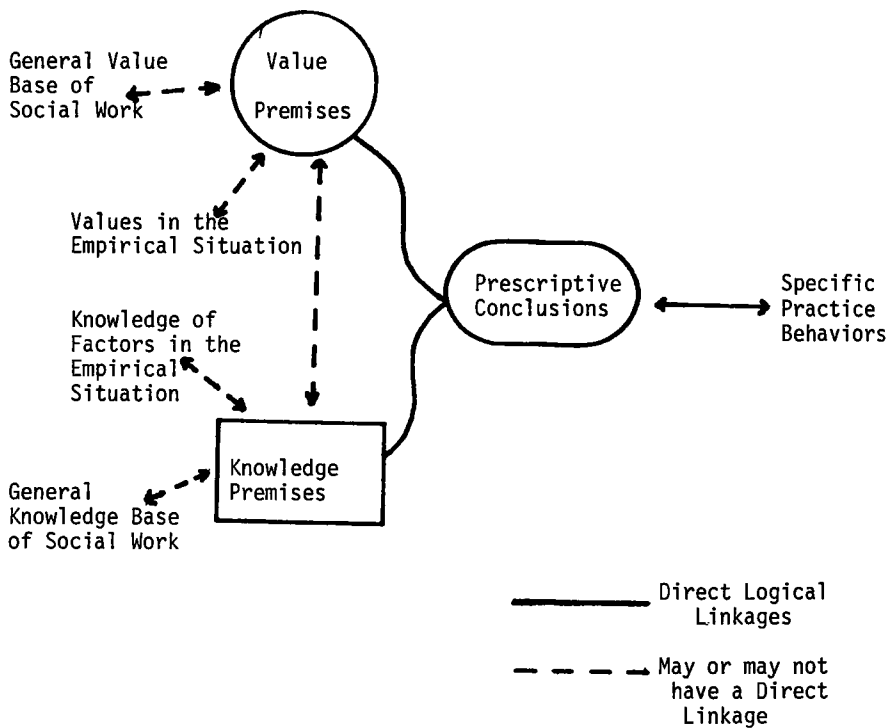 General Value
Base of
Social Work
Value
Premises
Values in the
Empirical Situation
Knowledge of
Factors in the
Empirical
Situation
Knowledge
Premises
General
Knowledge Base
of Social Work
Prescriptive
Conclusions
Specific
Practice
Behaviors
Direct Logical
Linkages
May or may not
have a Direct
Linkage